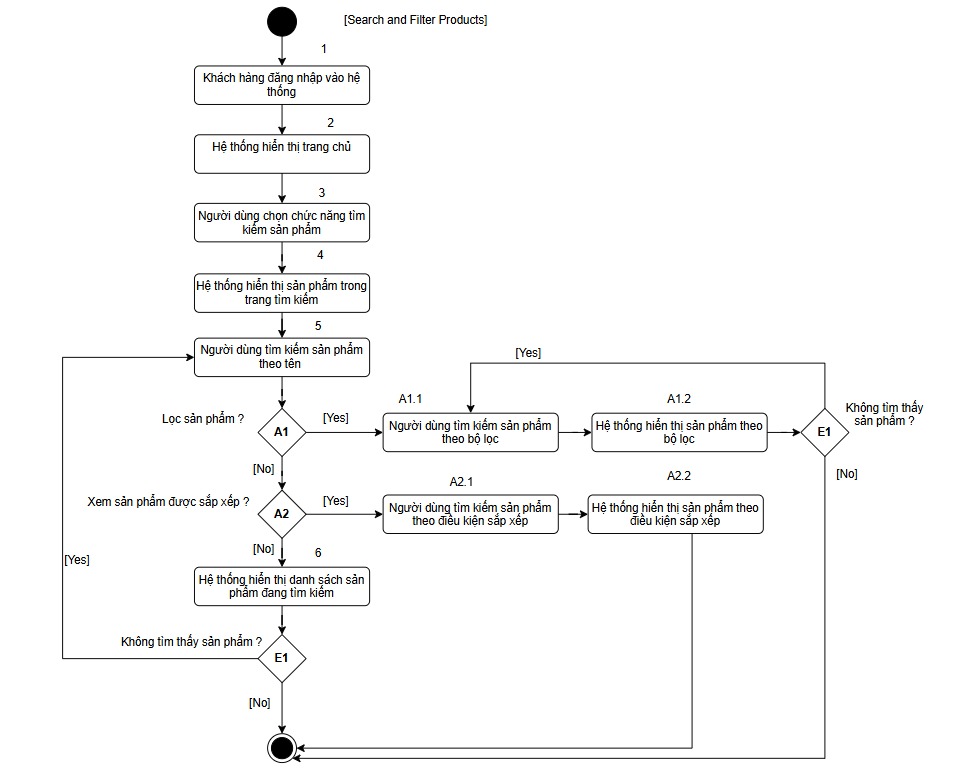 [Search and Filter Products]
1
Khách hàng đăng nhập vào hệ
thống
2
Hệ thống hiển thị trang chủ
3
Người dùng chọn chức năng tìm
kiếm sản phẩm
4
Hệ thống hiển thị sản phẩm trong
trang tìm kiếm
5
Người dùng tìm kiếm sản phẩm
theo tên
Lọc sản phẩm ?
A1
[Yes]
A1.1
Người dùng tìm kiếm sản phẩm
theo bộ lọc
A1.2
Hệ thống hiển thị sản phẩm theo
bộ lọc
[Yes]
E1
Không tìm thấy
sản phẩm ?
[No]
[No]
Xem sản phẩm được sắp xếp ?
A2
[Yes]
A2.1
Người dùng tìm kiếm sản phẩm
theo điều kiện sắp xếp
A2.2
Hệ thống hiển thị sản phẩm theo
điều kiện sắp xếp
[No]
6
Hệ thống hiển thị danh sách sản
phẩm đang tìm kiếm
[Yes]
Không tìm thấy sản phẩm ?
E1
[No]